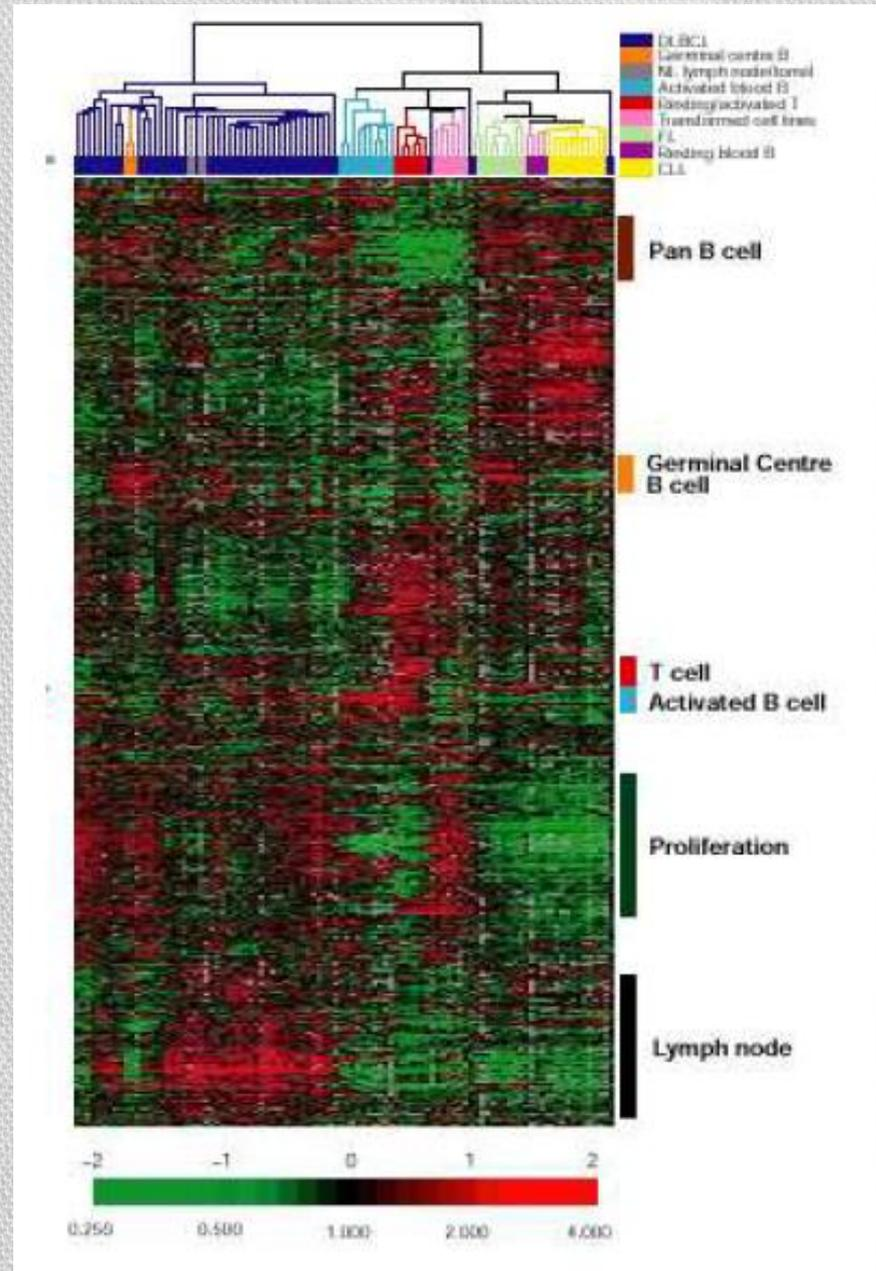 DLBCL
Germinal centre B
Nl. lymph node/tonsil
Activated blood B
Resting/activated T
Transformed cell lines
FL
Resting blood B
CLL
Pan B cell
Germinal Centre
B cell
T cell
Activated B cell
Proliferation
Lymph node
-2 -1 0 1 2
0.250 0.500 1.000 2.000 4.000